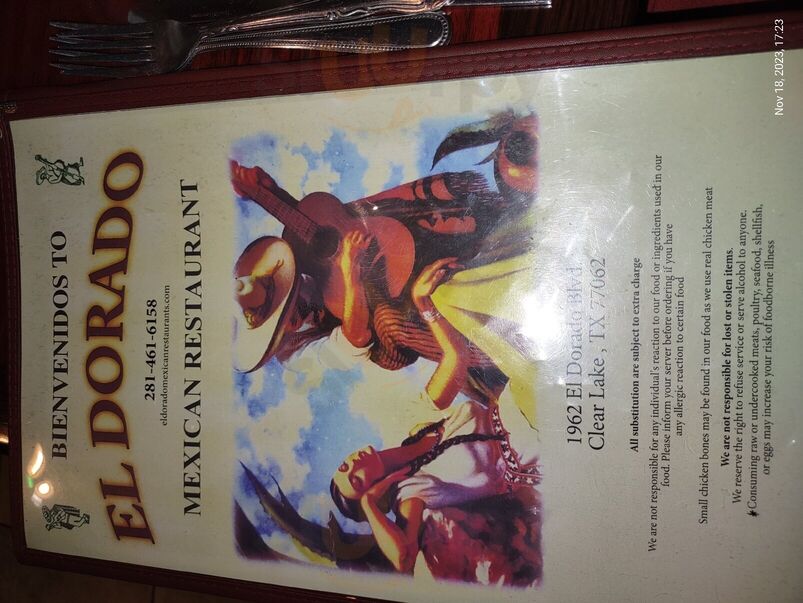 BIENVENIDOS TO
EL DORADO
281-461-6158
eldoradomexicanrestaurants.com
MEXICAN RESTAURANT
1962 El Dorado Blvd.
Clear Lake, TX 77062
All substitution are subject to extra charge
We are not responsible for any individual's reaction to our food or ingredients used in our
food. Please inform your server before ordering if you have
any allergic reaction to certain food
Small chicken bones may be found in our food as we use real chicken meat
We are not responsible for lost or stolen items.
We reserve the right to refuse service or serve alcohol to anyone.
*Consuming raw or undercooked meats, poultry, seafood, shellfish,
or eggs may increase your risk of foodborne illness
Nov 18, 2023, 17:23